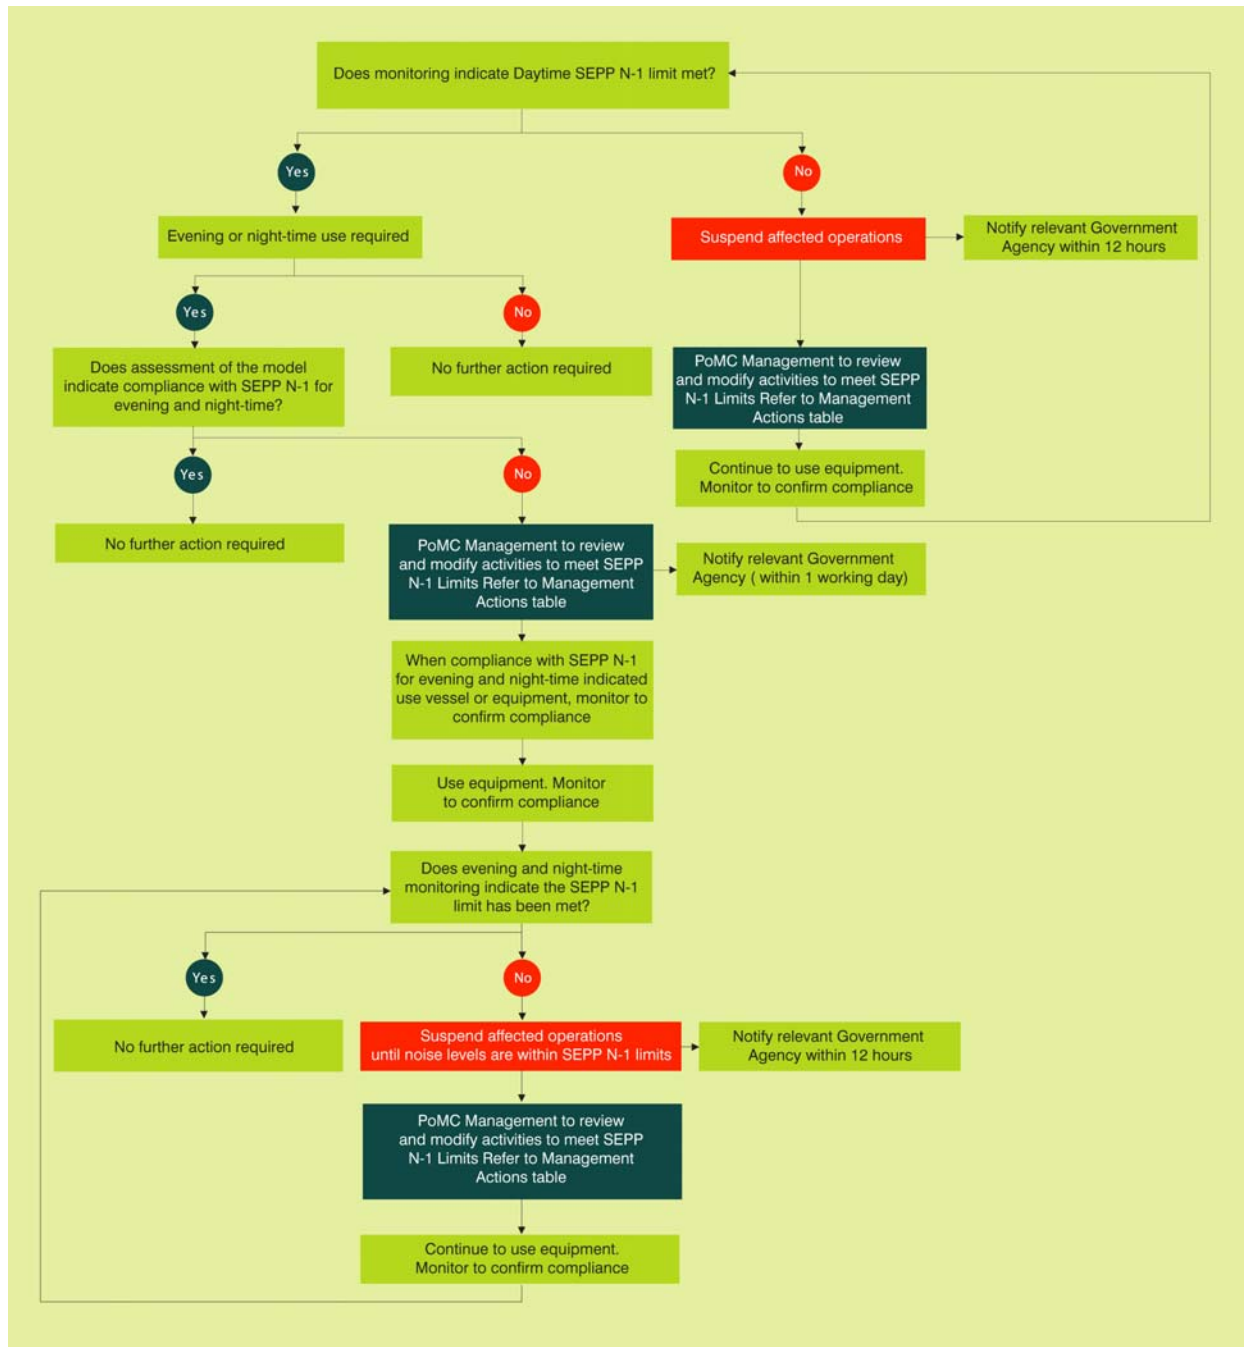 Does monitoring indicate Daytime SEPP N-1 limit met?
Yes
No
Evening or night-time use required
Suspend affected operations
Notify relevant Government
Agency within 12 hours
Yes
No
Does assessment of the model
indicate compliance with SEPP N-1 for
evening and night-time?
No further action required
PoMC Management to review
and modify activities to meet SEPP
N-1 Limits Refer to Management
Actions table
Yes
No
Continue to use equipment.
Monitor to confirm compliance
No further action required
PoMC Management to review
and modify activities to meet SEPP
N-1 Limits Refer to Management
Actions table
Notify relevant Government
Agency ( within 1 working day)
When compliance with SEPP N-1
for evening and night-time indicated
use vessel or equipment, monitor to
confirm compliance
Use equipment. Monitor
to confirm compliance
Does evening and night-time
monitoring indicate the SEPP N-1
limit has been met?
Yes
No
No further action required
Suspend affected operations
until noise levels are within SEPP N-1 limits
Notify relevant Government
Agency within 12 hours
PoMC Management to review
and modify activities to meet SEPP
N-1 Limits Refer to Management
Actions table
Continue to use equipment.
Monitor to confirm compliance